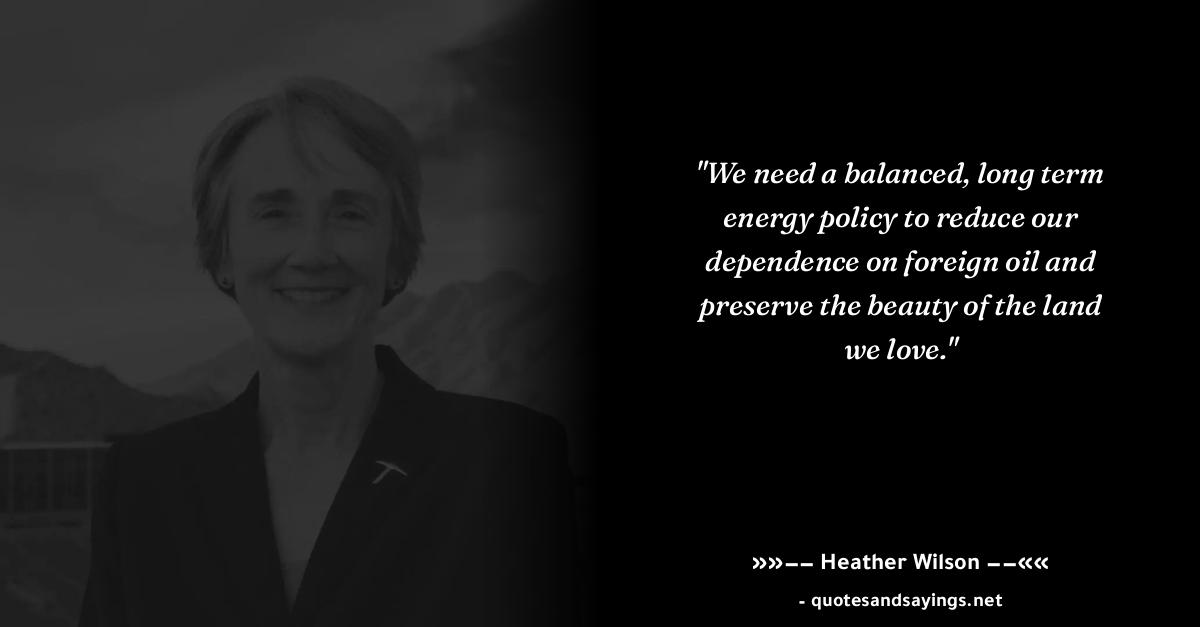 "We need a balanced, long term
energy policy to reduce our
dependence on foreign oil and
preserve the beauty of the land
we love."
»»–– Heather Wilson ––««
- quotesandsayings.net